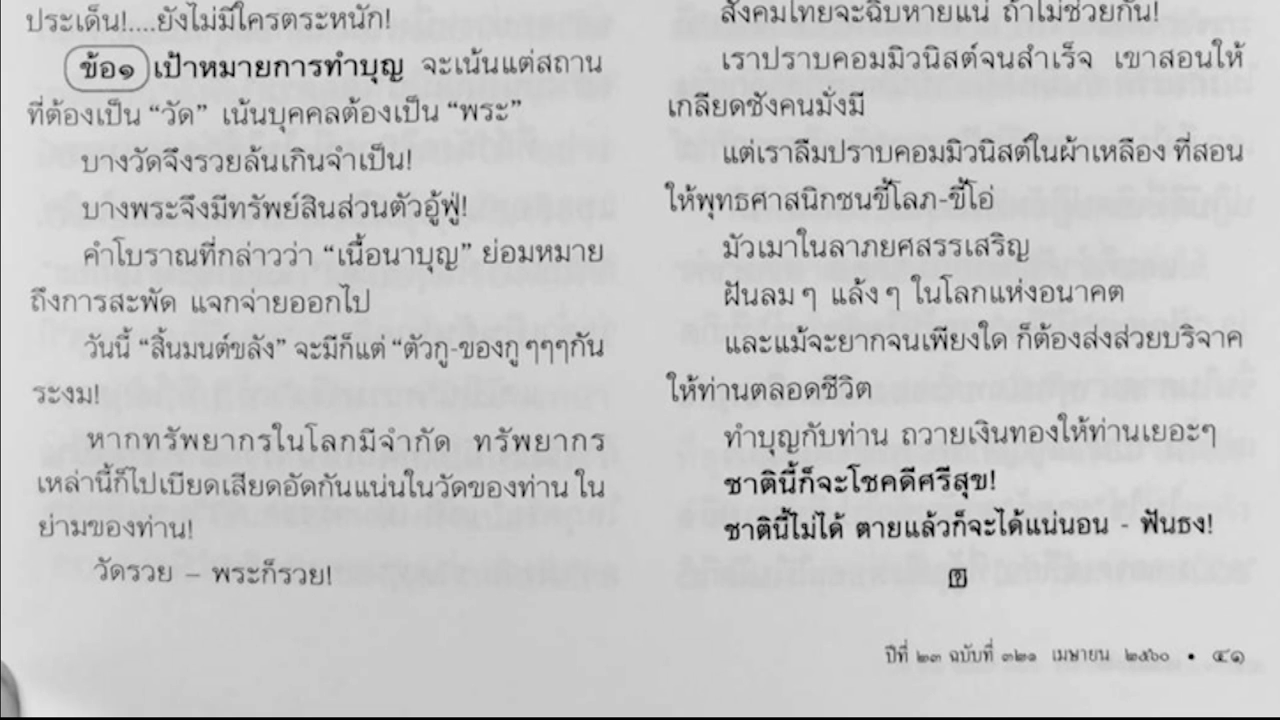 ประเด็น!....ยังไม่มีใครตระหนัก!
ข้อ๑ เป้าหมายการทำบุญ จะเน้นแต่สถาน
ที่ต้องเป็น “วัด” เน้นบุคคลต้องเป็น “พระ”
บางวัดจึงรวยล้นเกินจำเป็น!
บางพระจึงมีทรัพย์สินส่วนตัวอู้ฟู่!
คำโบราณที่กล่าวว่า “เนื้อนาบุญ” ย่อมหมาย
ถึงการสะพัด แจกจ่ายออกไป
วันนี้ “สิ้นมนต์ขลัง” จะมีก็แต่ “ตัวกู-ของกู ๆๆๆกัน
ระงม!
หากทรัพยากรในโลกมีจำกัด ทรัพยากร
เหล่านี้ก็ไปเบียดเสียดอัดกันแน่นในวัดของท่าน ใน
ย่ามของท่าน!
วัดรวย – พระก็รวย!
สังคมไทยจะฉิบหายแน่ ถ้าไม่ช่วยกัน!
เราปราบคอมมิวนิสต์จนสำเร็จ เขาสอนให้
เกลียดชังคนมั่งมี
แต่เราลืมปราบคอมมิวนิสต์ในผ้าเหลือง ที่สอน
ให้พุทธศาสนิกชนขี้โลภ-ขี้โอ่
มัวเมาในลาภยศสรรเสริญ
ฝันลม ๆ แล้ง ๆ ในโลกแห่งอนาคต
และแม้จะยากจนเพียงใด ก็ต้องส่งส่วยบริจาค
ให้ท่านตลอดชีวิต
ทำบุญกับท่าน ถวายเงินทองให้ท่านเยอะๆ
ชาตินี้ก็จะโชคดีศรีสุข!
ชาตินี้ไม่ได้ ตายแล้วก็จะได้แน่นอน - ฟันธง!
ปีที่ ๒๓ ฉบับที่ ๓๒๑ เมษายน ๒๕๖๐ • ๔๑